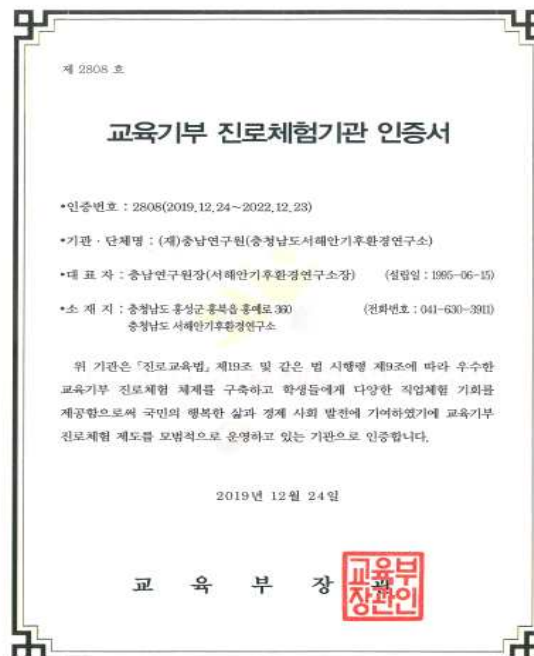 제 2808 호
교육기부 진로체험기관 인증서
•인증번호 : 2808(2019.12.24~2022.12.23)
•기관 · 단체명 : (재)충남연구원(충청남도서해안기후환경연구소)
•대 표 자 : 충남연구원장(서해안기후환경연구소장) (설립일 : 1995-06-15)
•소 재 지 : 충청남도 홍성군 홍북읍 홍예로 360 (전화번호 : 041-630-3911)
충청남도 서해안기후환경연구소
위 기관은 「진로교육법」 제19조 및 같은 법 시행령 제9조에 따라 우수한
교육기부 진로체험 체제를 구축하고 학생들에게 다양한 직업체험 기회를
제공함으로써 국민의 행복한 삶과 경제 사회 발전에 기여하였기에 교육기부
진로체험 제도를 모범적으로 운영하고 있는 기관으로 인증합니다.
2019년 12월 24일
교 육 부 장 관
교육부
장관인